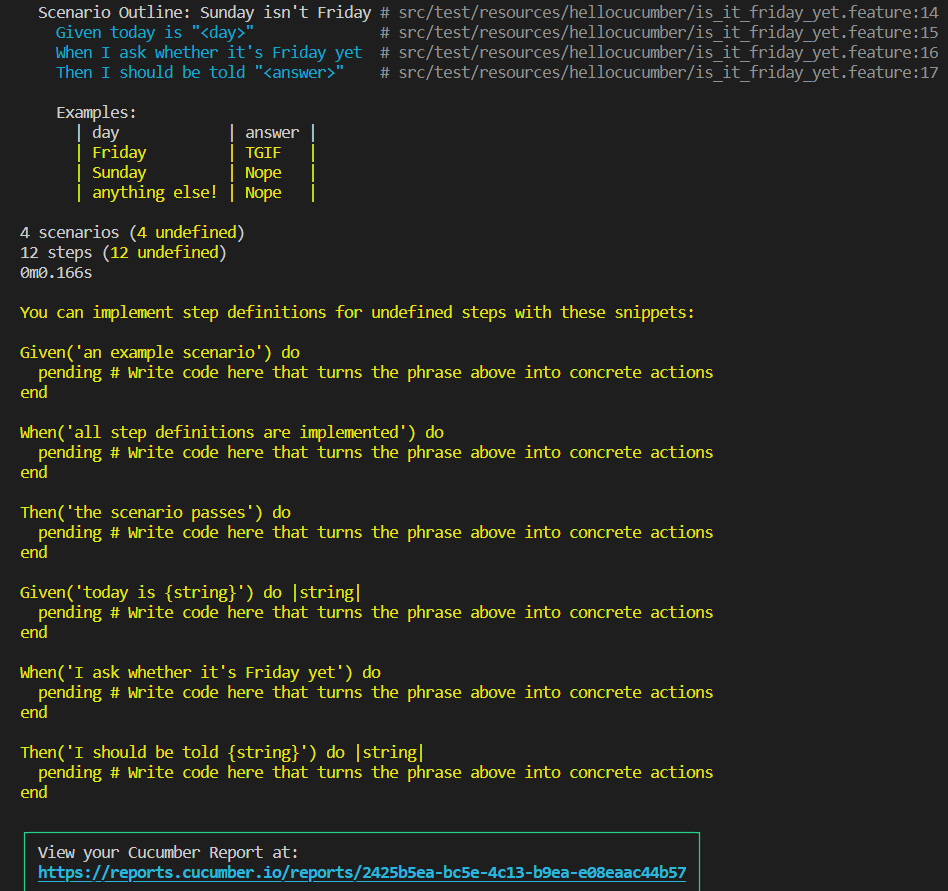 Scenario Outline: Sunday isn't Friday # src/test/resources/hellocucumber/is_it_friday_yet.feature:14
Given today is "<day>" # src/test/resources/hellocucumber/is_it_friday_yet.feature:15
When I ask whether it's Friday yet # src/test/resources/hellocucumber/is_it_friday_yet.feature:16
Then I should be told "<answer>" # src/test/resources/hellocucumber/is_it_friday_yet.feature:17
Examples:
| day | answer |
| Friday | TGIF |
| Sunday | Nope |
| anything else! | Nope |
4 scenarios (4 undefined)
12 steps (12 undefined)
0m0.166s
You can implement step definitions for undefined steps with these snippets:
Given('an example scenario') do
pending # Write code here that turns the phrase above into concrete actions
end
When('all step definitions are implemented') do
pending # Write code here that turns the phrase above into concrete actions
end
Then('the scenario passes') do
pending # Write code here that turns the phrase above into concrete actions
end
Given('today is {string}') do |string|
pending # Write code here that turns the phrase above into concrete actions
end
When('I ask whether it's Friday yet') do
pending # Write code here that turns the phrase above into concrete actions
end
Then('I should be told {string}') do |string|
pending # Write code here that turns the phrase above into concrete actions
end
View your Cucumber Report at:
https://reports.cucumber.io/reports/2425b5ea-bc5e-4c13-b9ea-e08eaac44b57